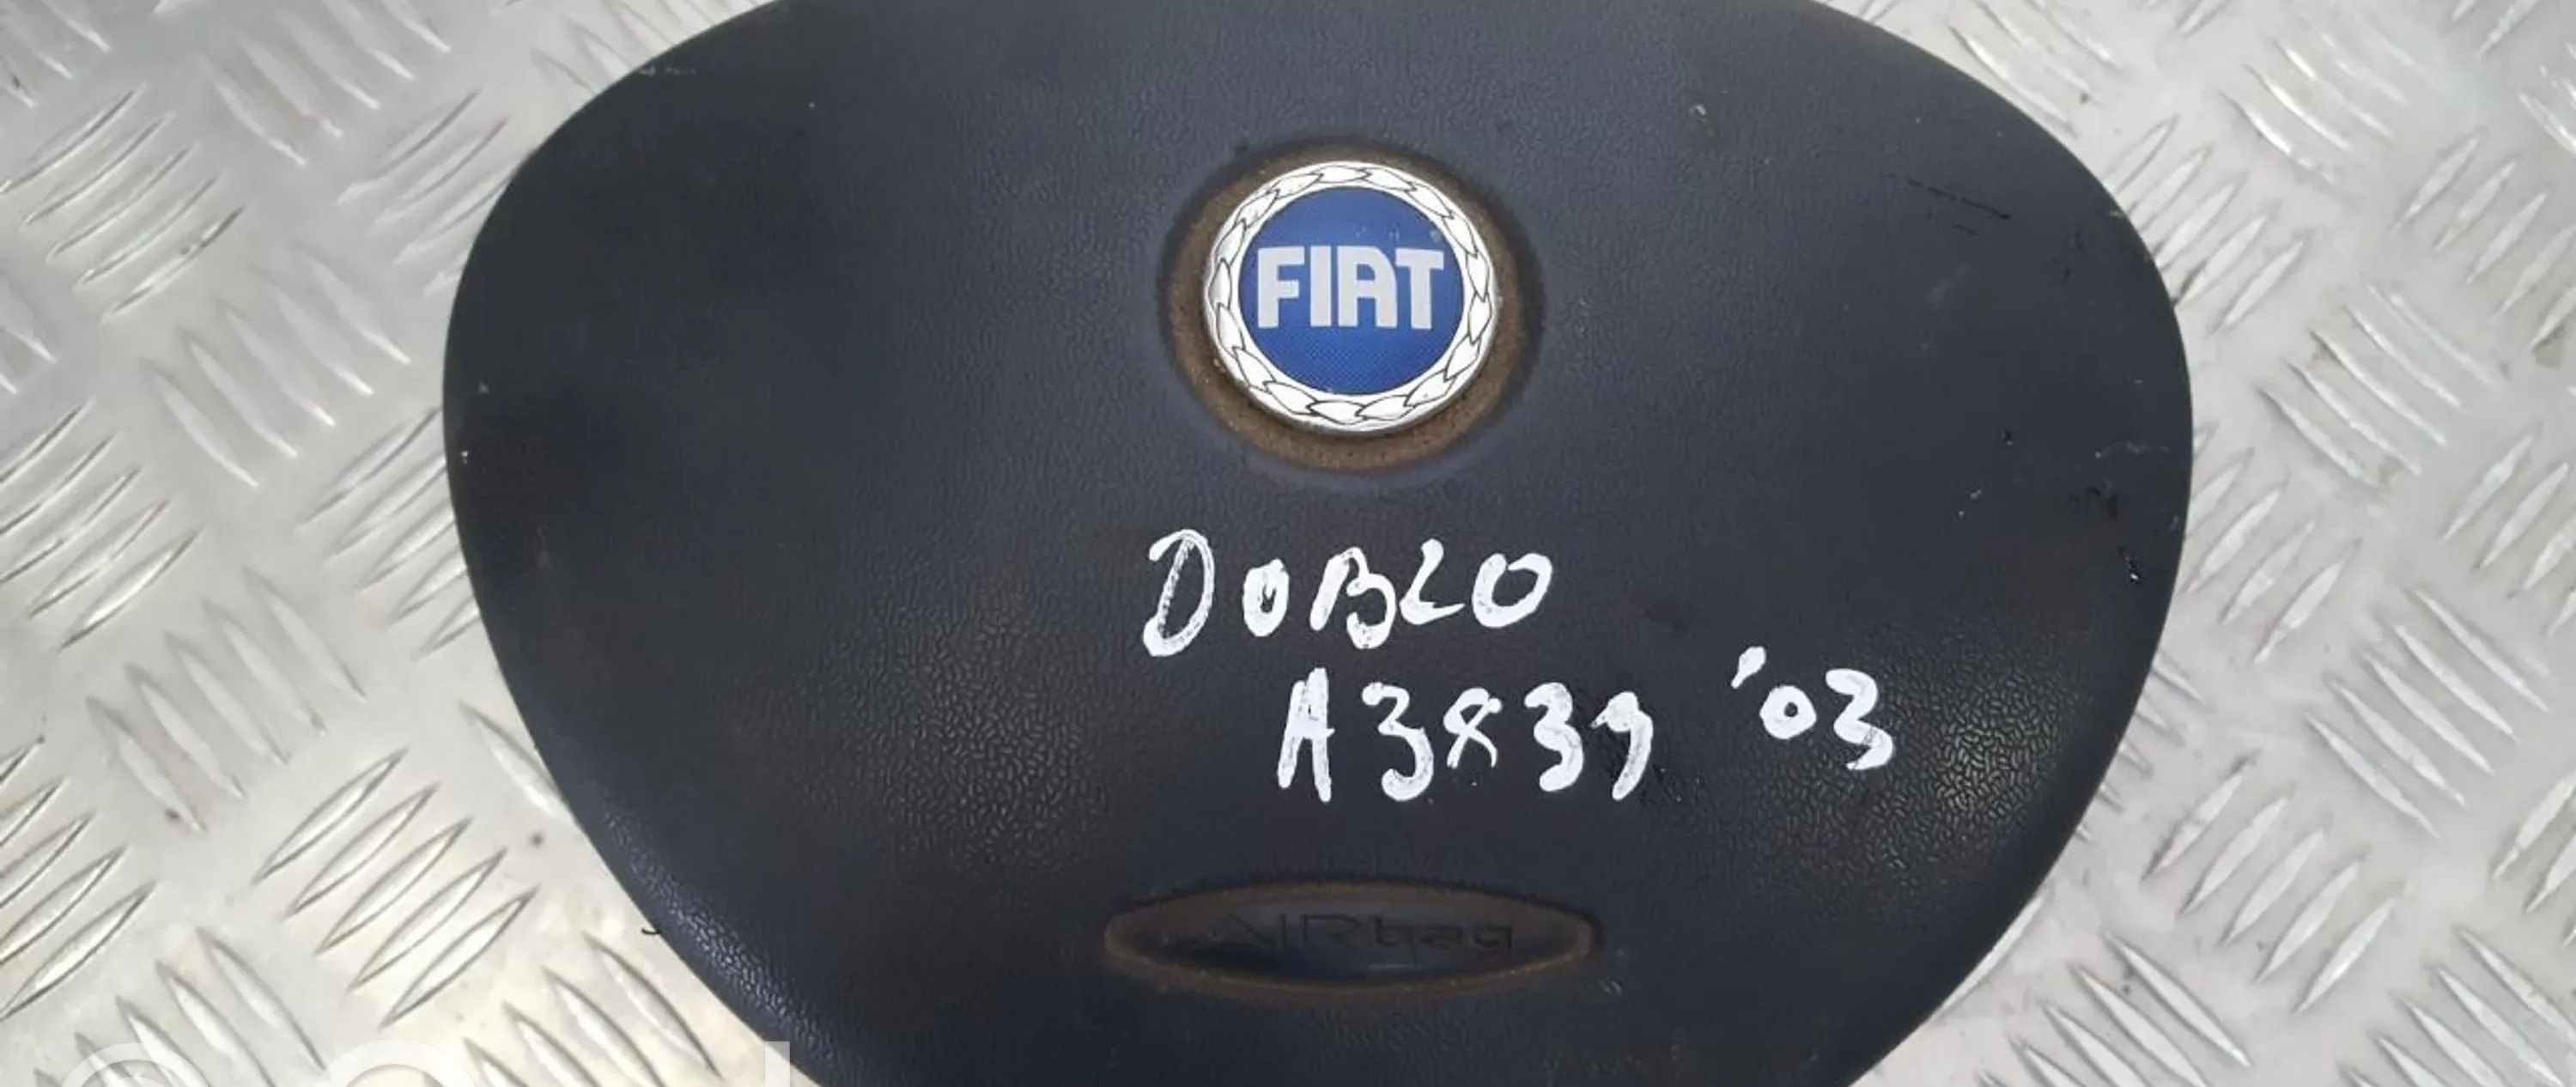 FIAT
DOBLO
A3839 '03
AIRbag